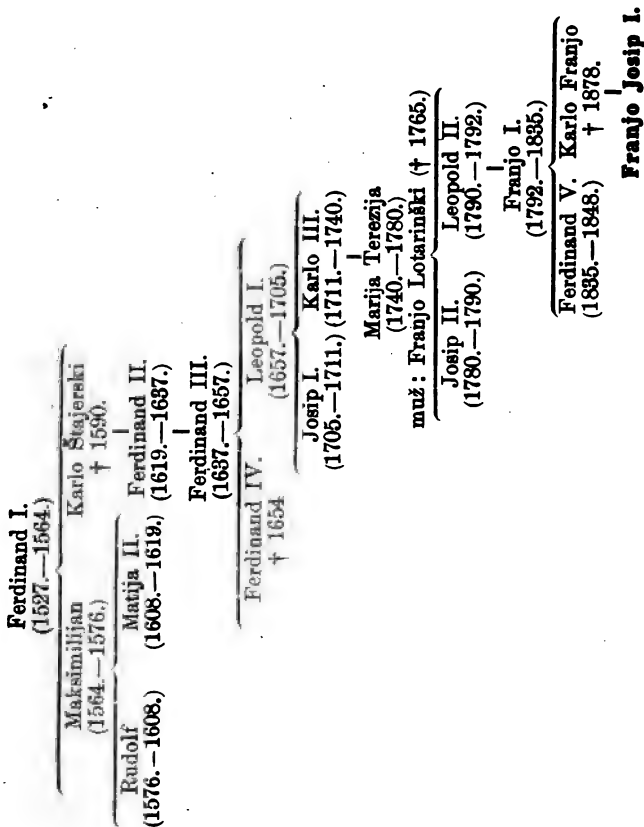 Ferdinand I.
(1527.—1564.)
Maksimilijan
(1564.—1576.)
Karlo Štajerski
† 1590.
Rudolf
(1576.—1608.)
Matija II.
(1608.—1619.)
Ferdinand II.
(1619.—1637.)
Ferdinand III.
(1637.—1657.)
Ferdinand IV.
† 1654
Leopold I.
(1657.—1705.)
Josip I.
(1705.—1711.)
Karlo III.
(1711.—1740.)
Marija Terezija
(1740.—1780.)
muž: Franjo Lotarinški († 1765.)
Josip II.
(1780.—1790.)
Leopold II.
(1790.—1792.)
Franjo I.
(1792.—1835.)
Ferdinand V.
(1835.—1848.)
Karlo Franjo
† 1878.
Franjo Josip I.